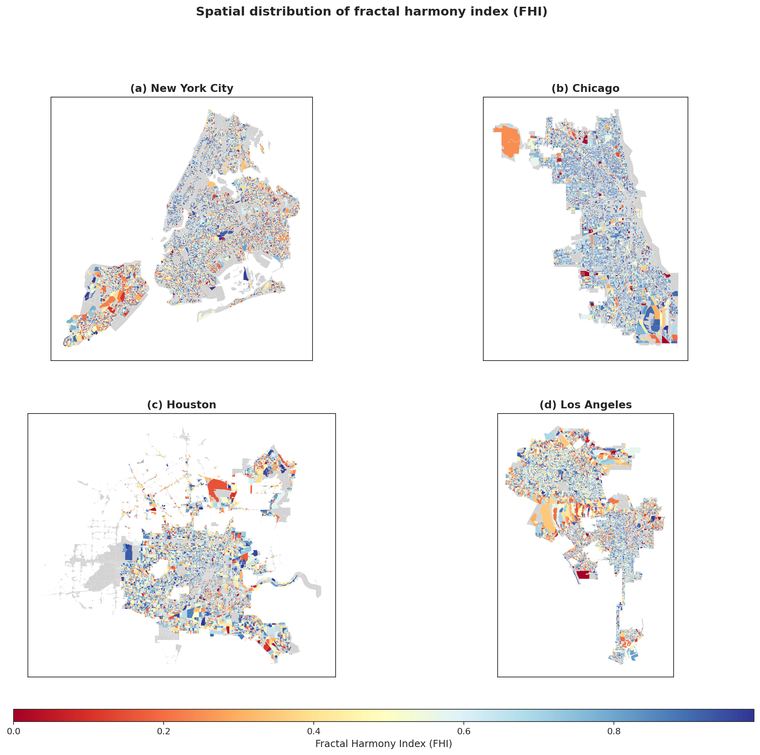 Spatial distribution of fractal harmony index (FHI)
(a) New York City
(b) Chicago
(c) Houston
(d) Los Angeles
0.0 0.2 0.4 0.6 0.8
Fractal Harmony Index (FHI)